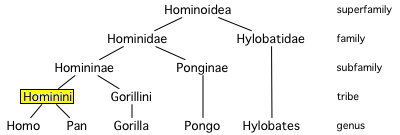 Hominoidea superfamily
Hominidae Hylobatidae family
Homininae Ponginae subfamily
Hominini Gorillini tribe
Homo Pan Gorilla Pongo Hylobates genus